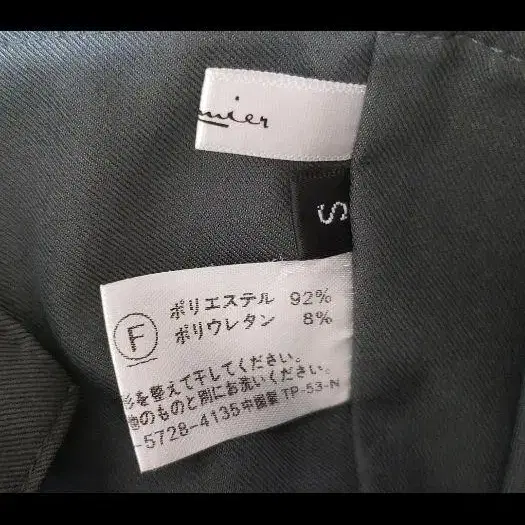 mier
S
F
ポリエステル 92%
ポリウレタン 8%
形を整えて干してください。
他のものと別にお洗いください。
-5728-4135 中国製 TP-53-N